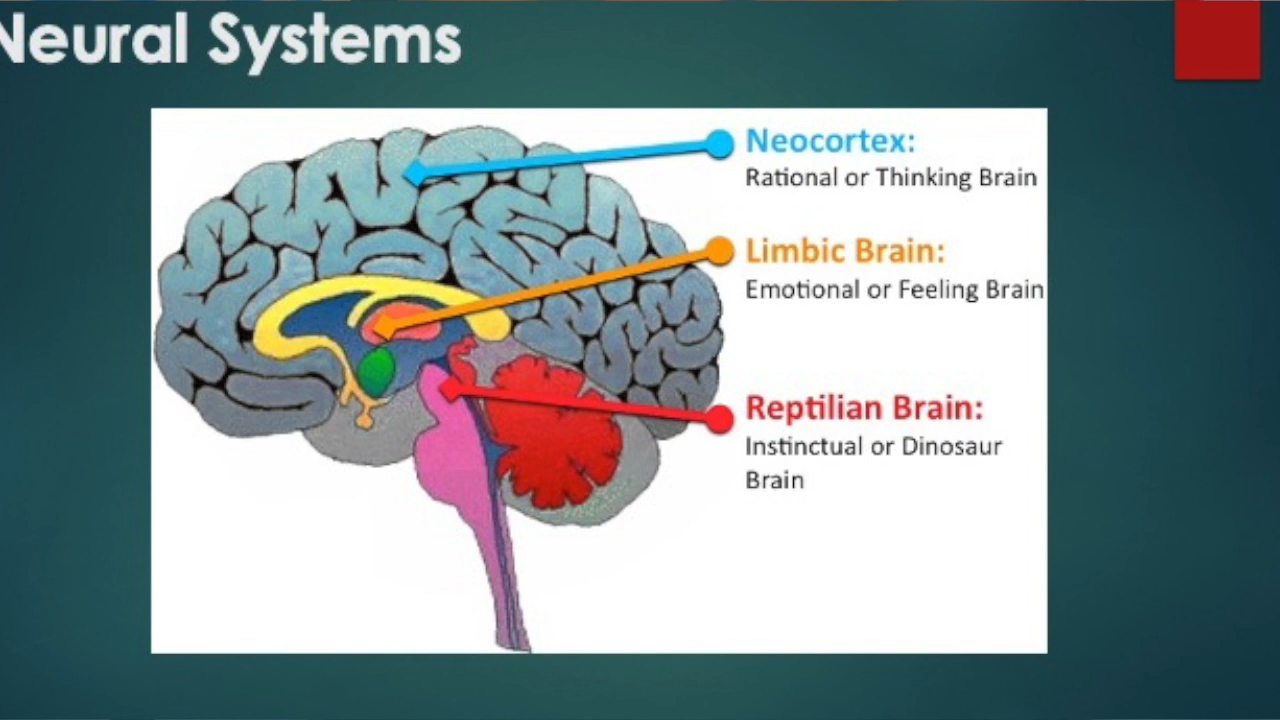 Neural Systems
Neocortex:
Rational or Thinking Brain
Limbic Brain:
Emotional or Feeling Brain
Reptilian Brain:
Instinctual or Dinosaur
Brain